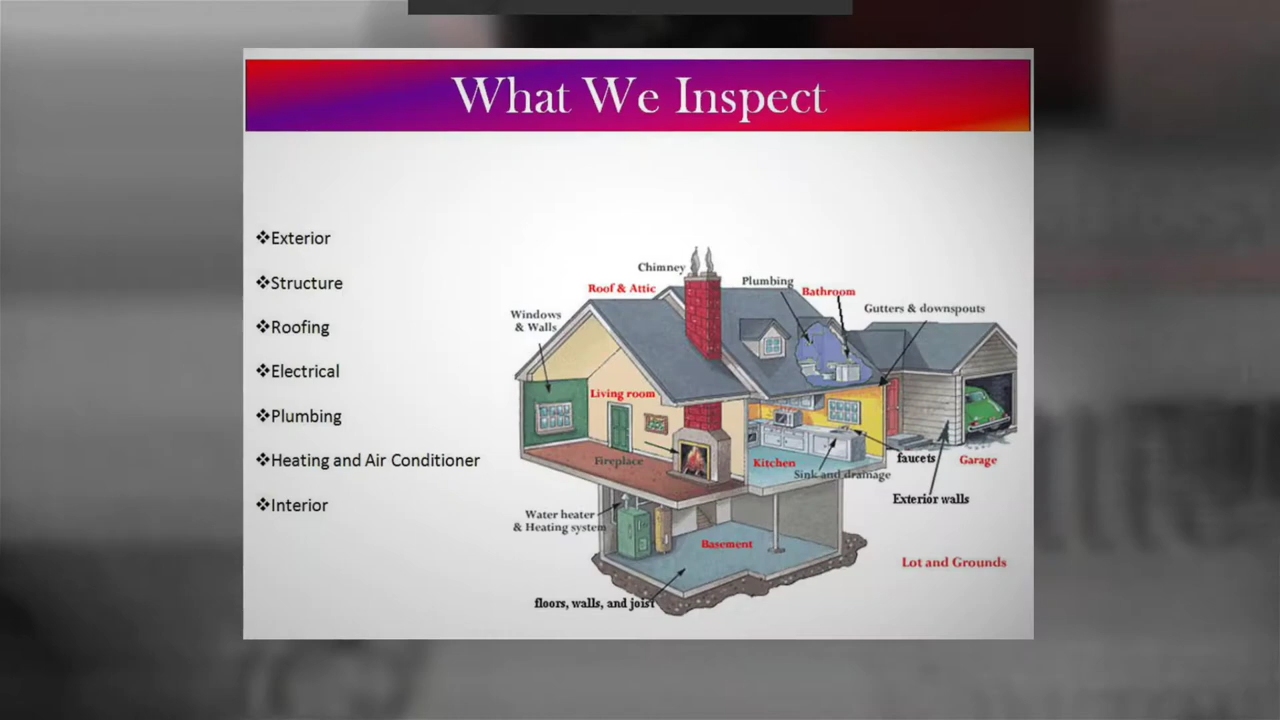 What We Inspect
❖Exterior
❖Structure
❖Roofing
❖Electrical
❖Plumbing
❖Heating and Air Conditioner
❖Interior
Chimney
Roof & Attic
Plumbing
Bathroom
Gutters & downspouts
Windows
& Walls
Living room
Fireplace
Kitchen
Sink and drainage
faucets
Garage
Exterior walls
Water heater
& Heating system
Basement
Lot and Grounds
floors, walls, and joist